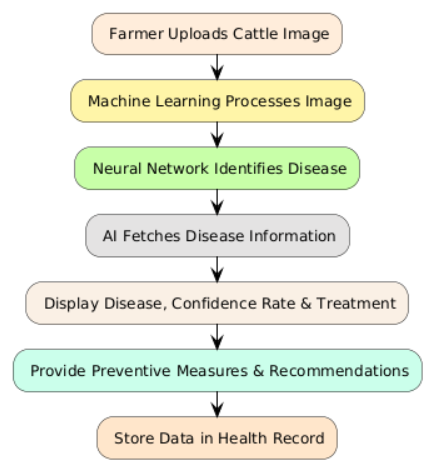 Farmer Uploads Cattle Image
Machine Learning Processes Image
Neural Network Identifies Disease
AI Fetches Disease Information
Display Disease, Confidence Rate & Treatment
Provide Preventive Measures & Recommendations
Store Data in Health Record